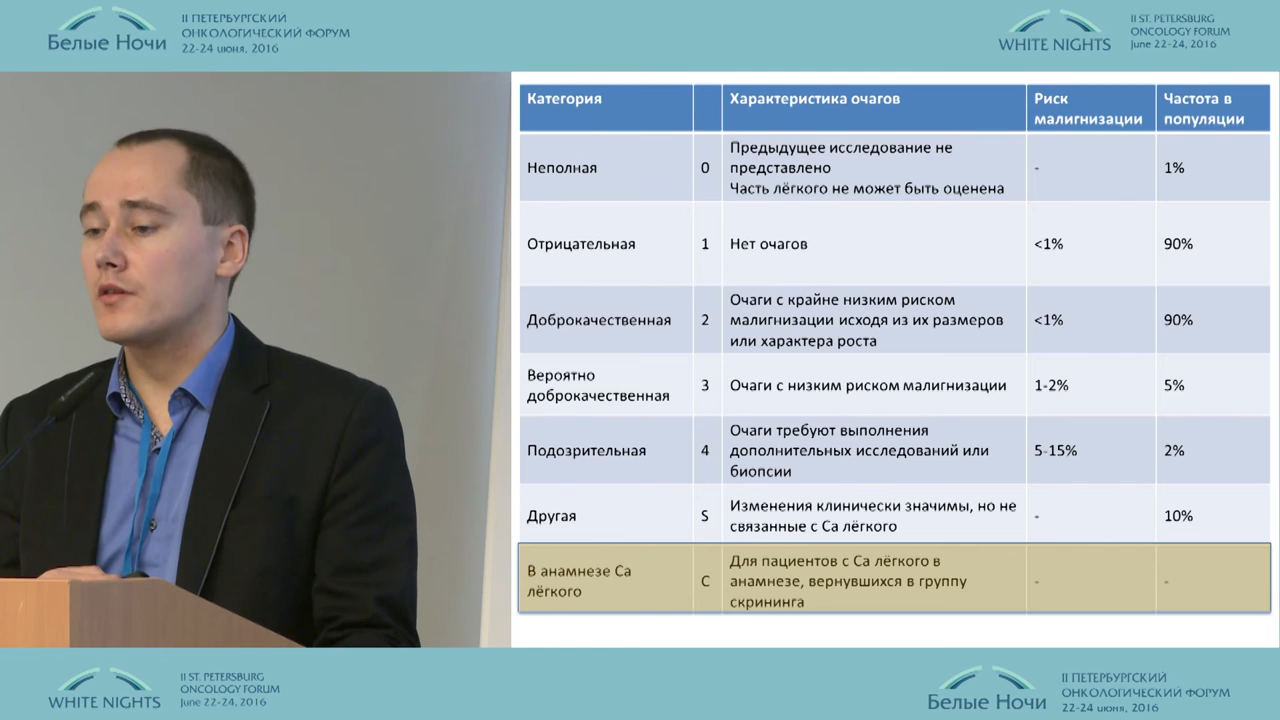 Белые Ночи
II ПЕТЕРБУРГСКИЙ
ОНКОЛОГИЧЕСКИЙ ФОРУМ
22-24 июня, 2016
WHITE NIGHTS
II ST. PETERSBURG
ONCOLOGY FORUM
June 22-24, 2016
Категория
Характеристика очагов
Риск
малигнизации
Частота в
популяции
Неполная
0
Предыдущее исследование не
представлено
Часть лёгкого не может быть оценена
-
1%
Отрицательная
1
Нет очагов
<1%
90%
Доброкачественная
2
Очаги с крайне низким риском
малигнизации исходя из их размеров
или характера роста
<1%
90%
Вероятно
доброкачественная
3
Очаги с низким риском малигнизации
1-2%
5%
Подозрительная
4
Очаги требуют выполнения
дополнительных исследований или
биопсии
5-15%
2%
Другая
S
Изменения клинически значимы, но не
связанные с Са лёгкого
-
10%
В анамнезе Са
лёгкого
С
Для пациентов с Са лёгкого в
анамнезе, вернувшихся в группу
скрининга
-
-
WHITE NIGHTS
II ST. PETERSBURG
ONCOLOGY FORUM
June 22-24, 2016
Белые Ночи
II ПЕТЕРБУРГСКИЙ
ОНКОЛОГИЧЕСКИЙ ФОРУМ
22-24 июня, 2016